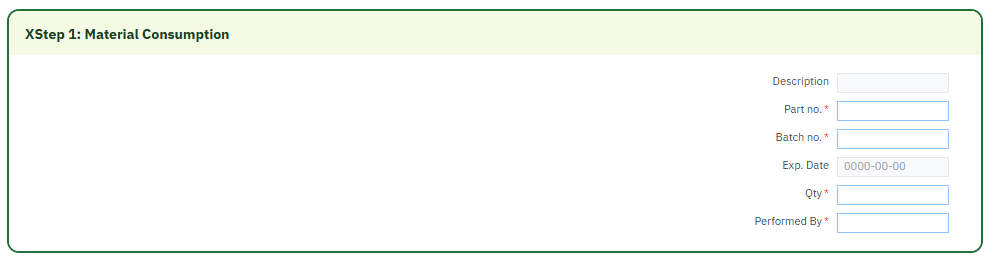 XStep 1: Material Consumption
Description
Part no.*
Batch no.*
Exp. Date 0000-00-00
Qty*
Performed By*